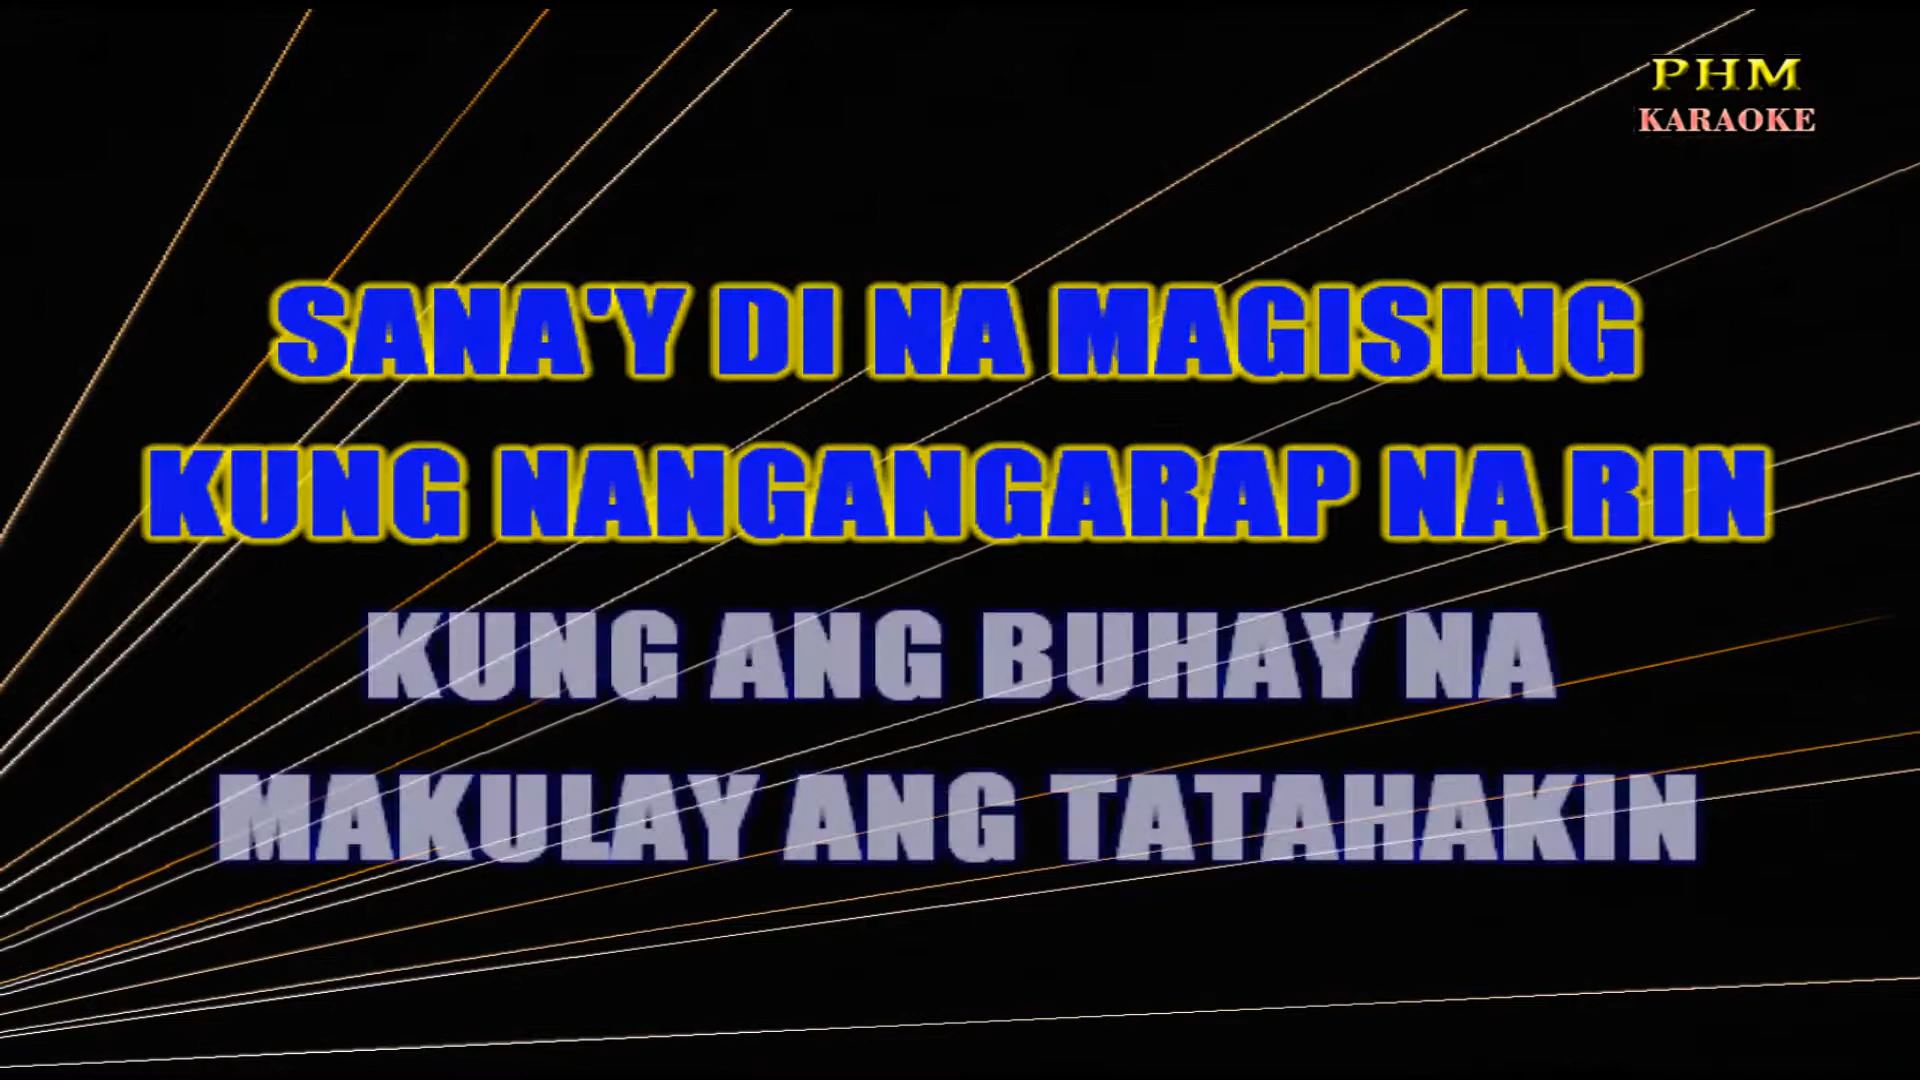 PHM
KARAOKE
SANA'Y DI NA MAGISING
KUNG NANGANGARAP NA RIN
KUNG ANG BUHAY NA
MAKULAY ANG TATAHAKIN